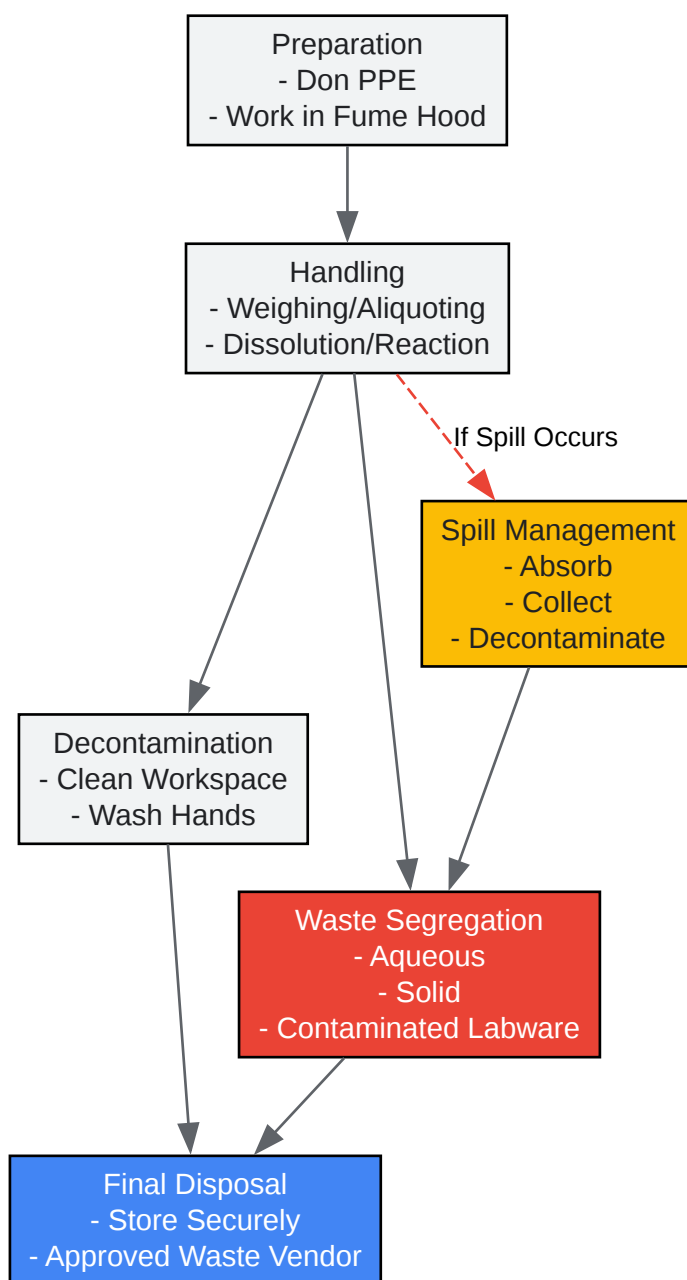 Preparation
- Don PPE
- Work in Fume Hood
Handling
- Weighing/Aliquoting
- Dissolution/Reaction
If Spill Occurs
Spill Management
- Absorb
- Collect
- Decontaminate
Decontamination
- Clean Workspace
- Wash Hands
Waste Segregation
- Aqueous
- Solid
- Contaminated Labware
Final Disposal
- Store Securely
- Approved Waste Vendor